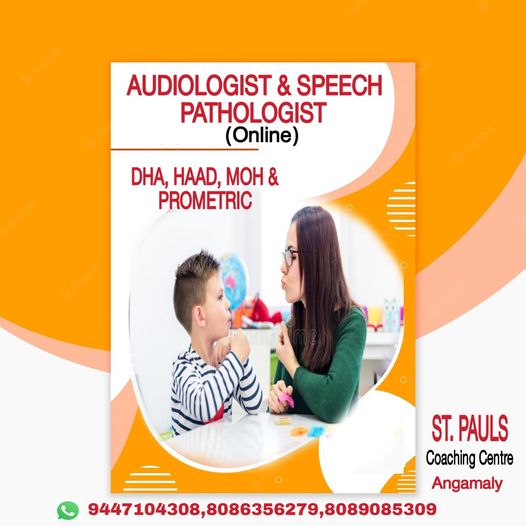 AUDIOLOGIST & SPEECH
PATHOLOGIST
(Online)
DHA, HAAD, MOH &
PROMETRIC
ST. PAULS
Coaching Centre
Angamaly
9447104308,8086356279,8089085309